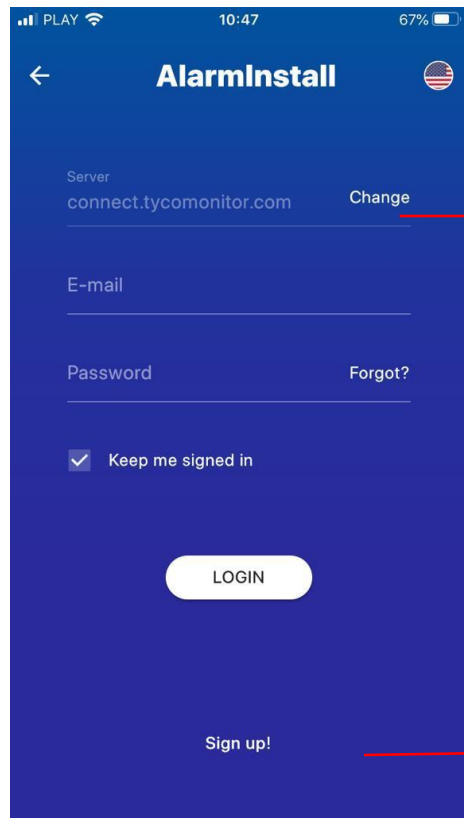 PLAY 10:47 67%
AlarmInstall
Server
connect.tycomonitor.com Change
E-mail
Password Forgot?
Keep me signed in
LOGIN
Sign up!